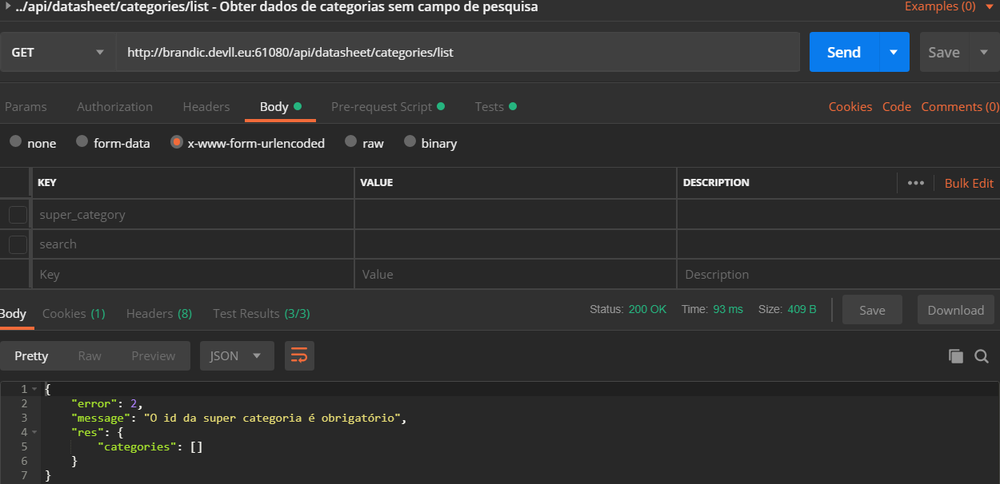 ../api/datasheet/categories/list - Obter dados de categorias sem campo de pesquisa Examples (0)
GET http://brandic.devll.eu:61080/api/datasheet/categories/list Send Save
Params Authorization Headers Body Pre-request Script Tests Cookies Code Comments (0)
none form-data x-www-form-urlencoded raw binary
KEY VALUE DESCRIPTION ••• Bulk Edit
super_category
search
Key Value Description
Body Cookies (1) Headers (8) Test Results (3/3) Status: 200 OK Time: 93 ms Size: 409 B Save Download
Pretty Raw Preview JSON
1 {
2 "error": 2,
3 "message": "O id da super categoria é obrigatório",
4 "res": {
5 "categories": []
6 }
7 }